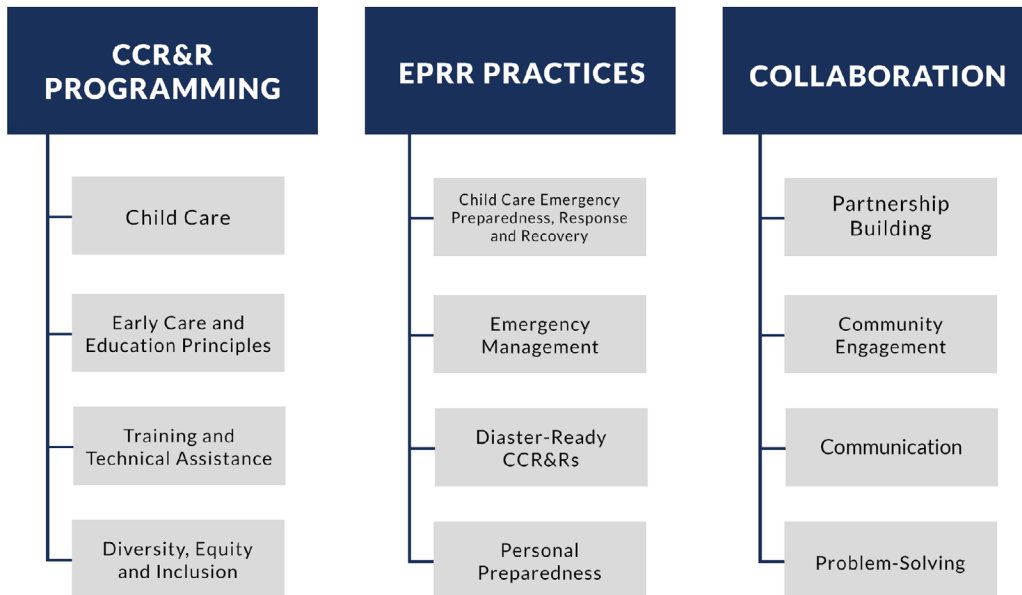 CCR&R
PROGRAMMING
Child Care
Early Care and
Education Principles
Training and
Technical Assistance
Diversity, Equity
and Inclusion
EPRR PRACTICES
Child Care Emergency
Preparedness, Response
and Recovery
Emergency
Management
Diaster-Ready
CCR&Rs
Personal
Preparedness
COLLABORATION
Partnership
Building
Community
Engagement
Communication
Problem-Solving